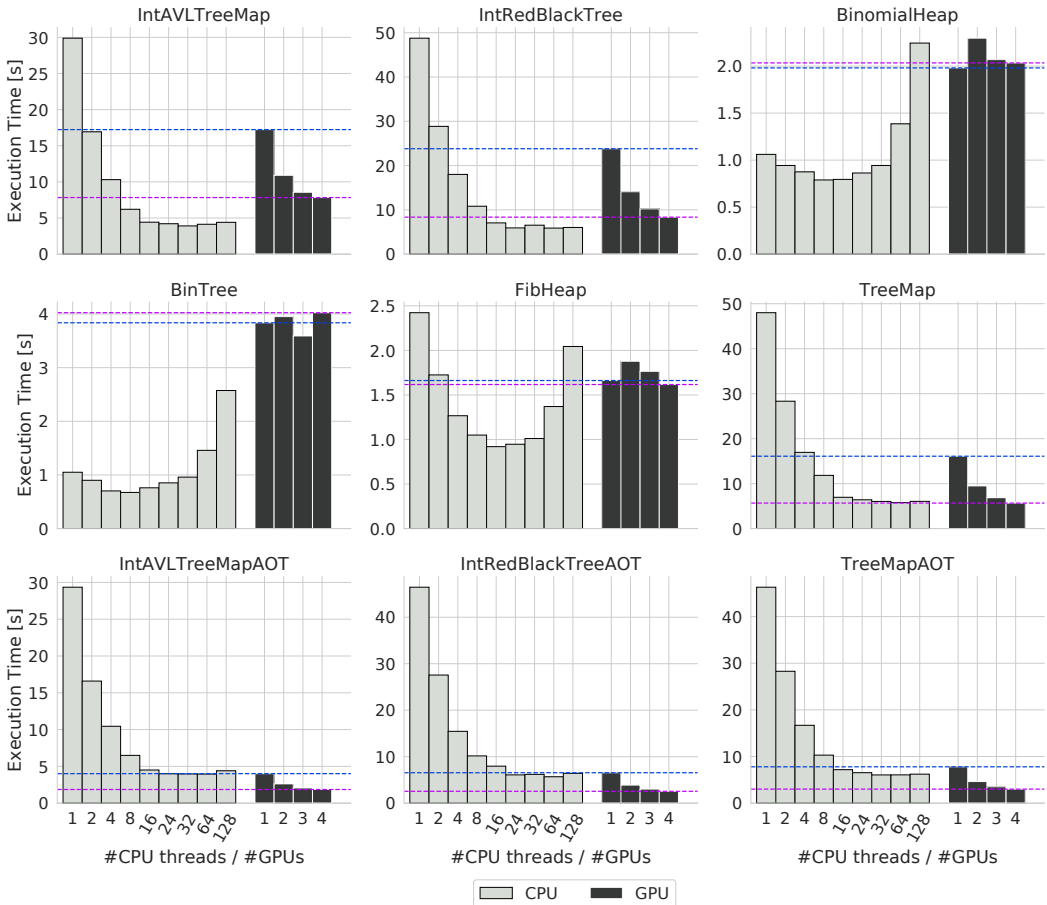 IntAVLTreeMap
IntRedBlackTree
BinomialHeap
Execution Time [s]
30
25
20
15
10
5
0
50
40
30
20
10
0
2.0
1.5
1.0
0.5
0.0
BinTree
FibHeap
TreeMap
Execution Time [s]
4
3
2
1
0
2.5
2.0
1.5
1.0
0.5
0.0
50
40
30
20
10
0
IntAVLTreeMapAOT
IntRedBlackTreeAOT
TreeMapAOT
Execution Time [s]
30
25
20
15
10
5
0
40
30
20
10
0
40
30
20
10
0
1 2 4 8 16 24 32 64 128 1 2 3 4
1 2 4 8 16 24 32 64 128 1 2 3 4
1 2 4 8 16 24 32 64 128 1 2 3 4
#CPU threads / #GPUs
#CPU threads / #GPUs
#CPU threads / #GPUs
CPU GPU